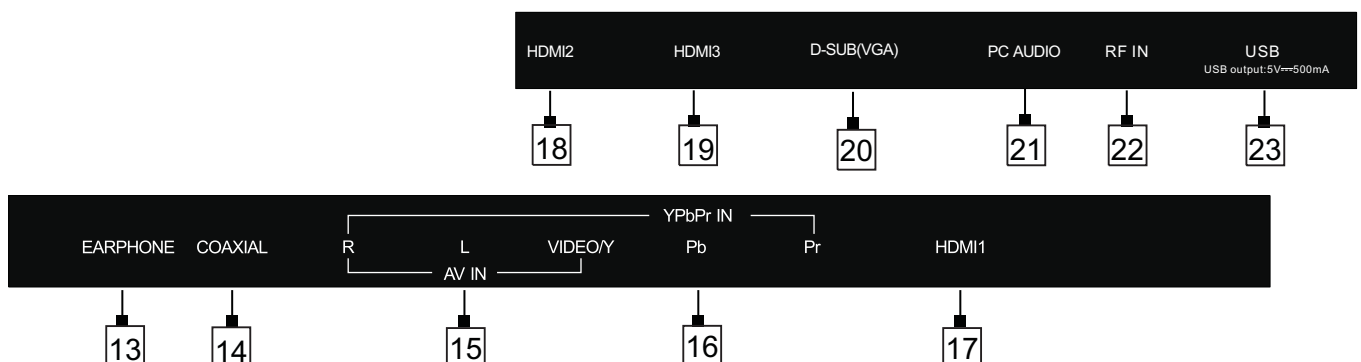 HDMI2 HDMI3 D-SUB(VGA) PC AUDIO RF IN USB
USB output:5V⎓500mA
18 19 20 21 22 23
YPbPr IN
EARPHONE COAXIAL R L VIDEO/Y Pb Pr HDMI1
AV IN
13 14 15 16 17